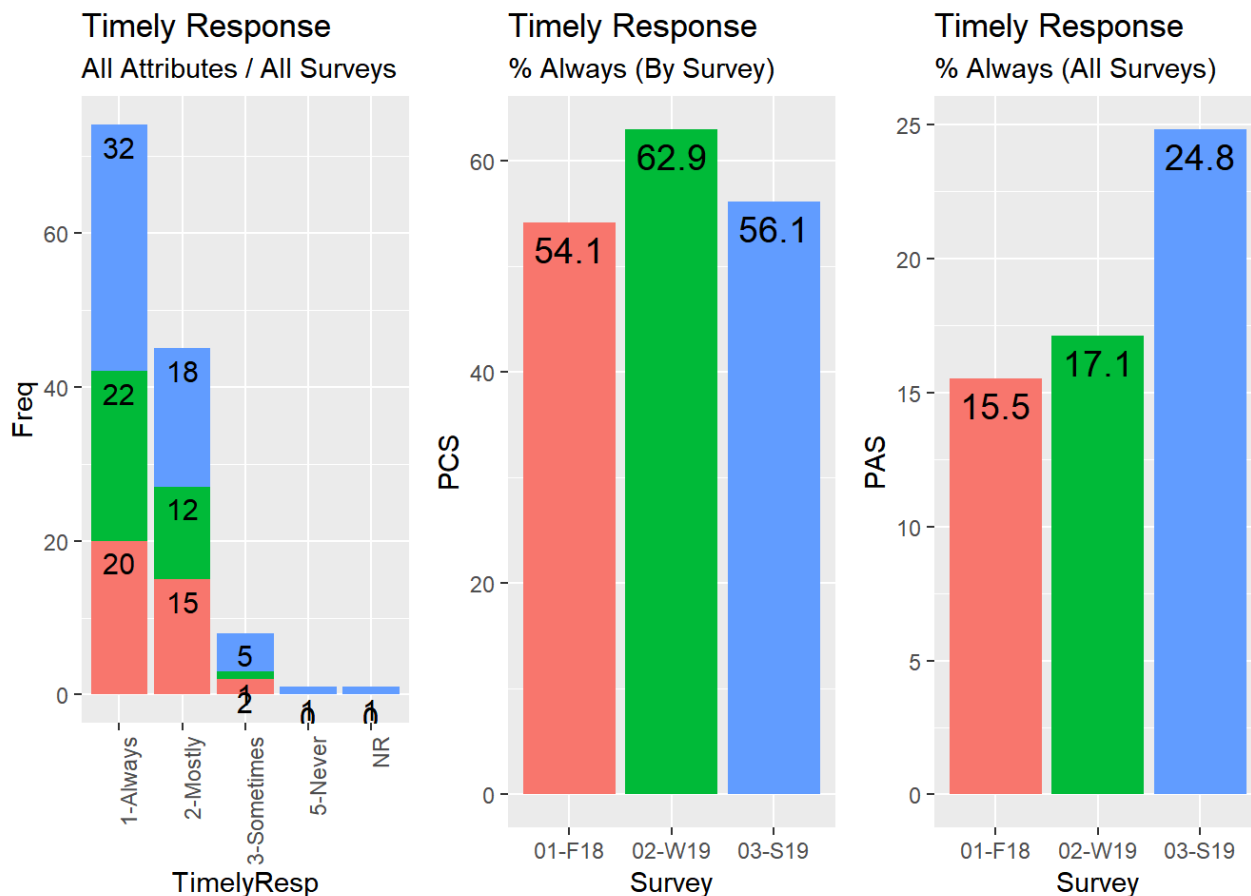 Timely Response
All Attributes / All Surveys
Freq
60
40
20
0
32
22
20
18
12
15
5
1
2
1
0
1
0
1-Always
2-Mostly
3-Sometimes
5-Never
NR
TimelyResp
Timely Response
% Always (By Survey)
PCS
60
40
20
0
54.1
62.9
56.1
01-F18
02-W19
03-S19
Survey
Timely Response
% Always (All Surveys)
PAS
25
20
15
10
5
0
15.5
17.1
24.8
01-F18
02-W19
03-S19
Survey